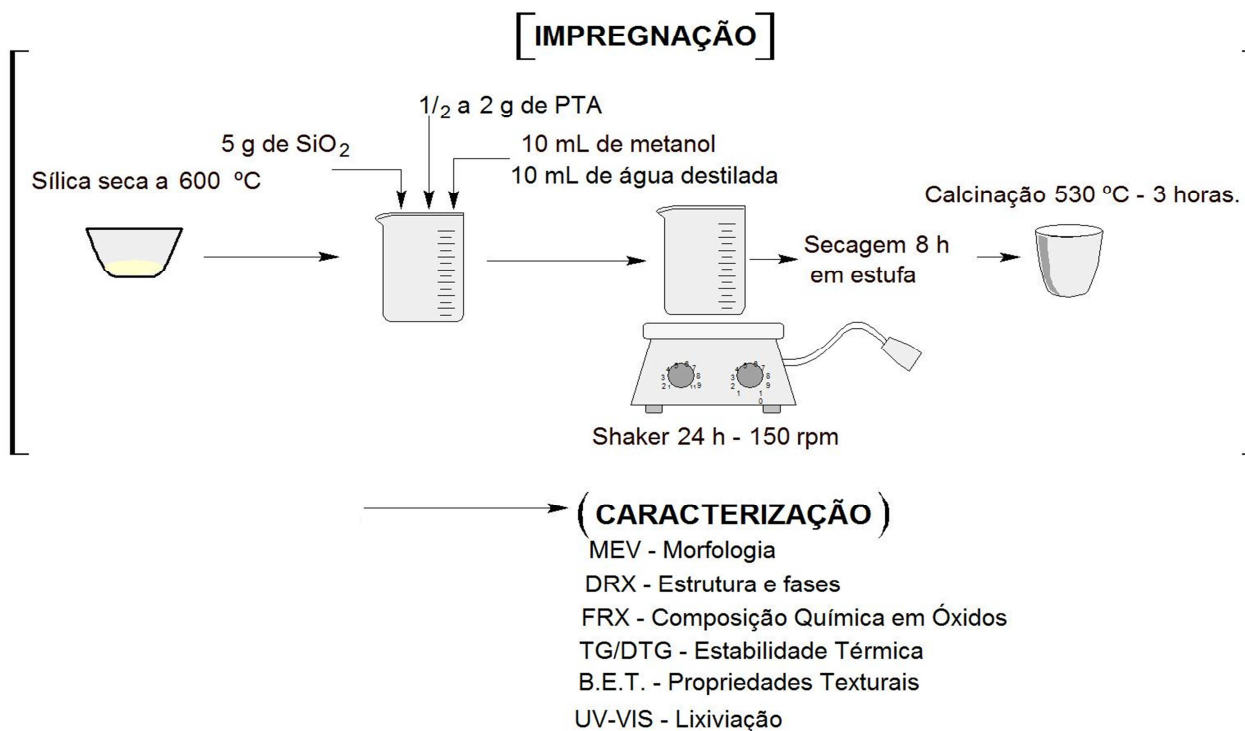 [IMPREGNAÇÃO]
1/2 a 2 g de PTA
5 g de SiO2
10 mL de metanol
10 mL de água destilada
Sílica seca a 600 ºC
Calcinação 530 ºC - 3 horas.
Secagem 8 h
em estufa
Shaker 24 h - 150 rpm
(CARACTERIZAÇÃO)
MEV - Morfologia
DRX - Estrutura e fases
FRX - Composição Química em Óxidos
TG/DTG - Estabilidade Térmica
B.E.T. - Propriedades Texturais
UV-VIS - Lixiviação